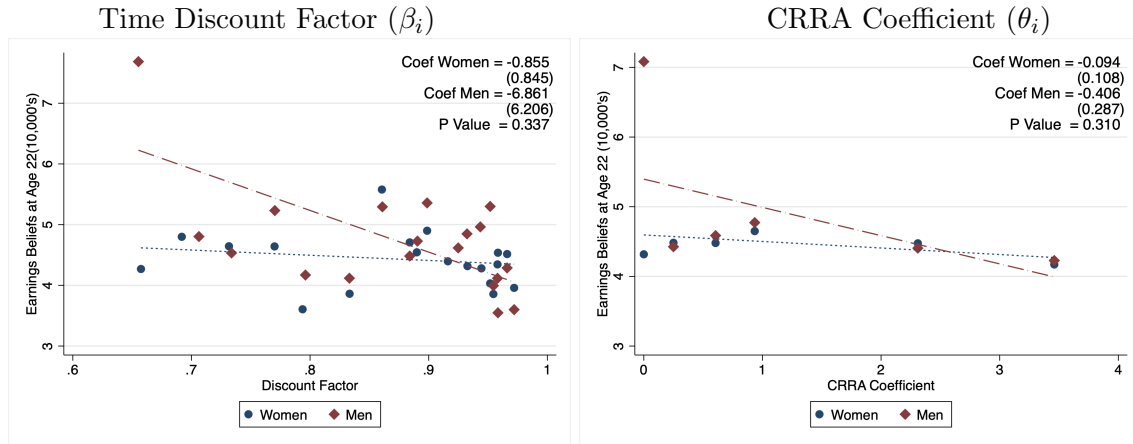 Time Discount Factor (βᵢ)
Coef Women = -0.855
(0.845)
Coef Men = -6.861
(6.206)
P Value = 0.337
Earnings Beliefs at Age 22(10,000's)
7
6
5
4
3
.6 .7 .8 .9 1
Discount Factor
Women Men
CRRA Coefficient (θᵢ)
Coef Women = -0.094
(0.108)
Coef Men = -0.406
(0.287)
P Value = 0.310
Earnings Beliefs at Age 22 (10,000's)
7
6
5
4
3
0 1 2 3 4
CRRA Coefficient
Women Men